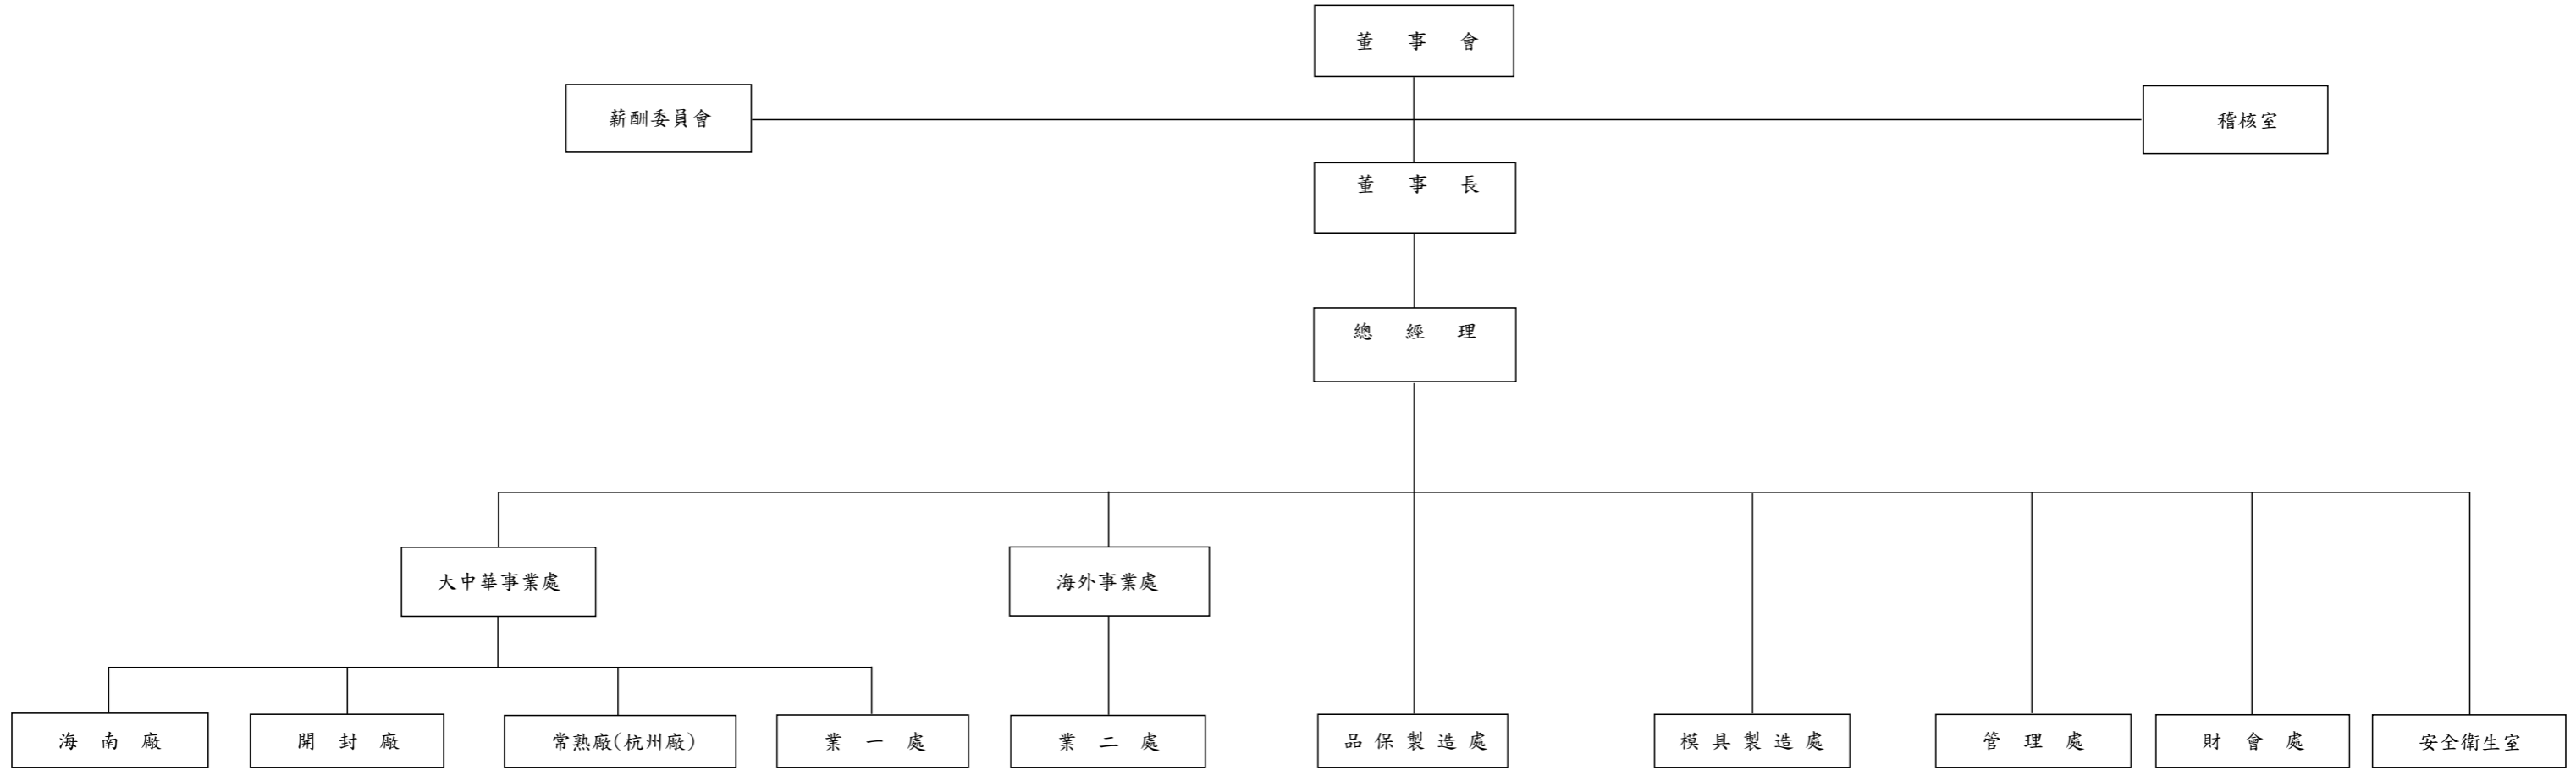 董事會
薪酬委員會
稽核室
董事長
總經理
大中華事業處
海外事業處
海南廠
開封廠
常熟廠(杭州廠)
業一處
業二處
品保製造處
模具製造處
管理處
財會處
安全衛生室